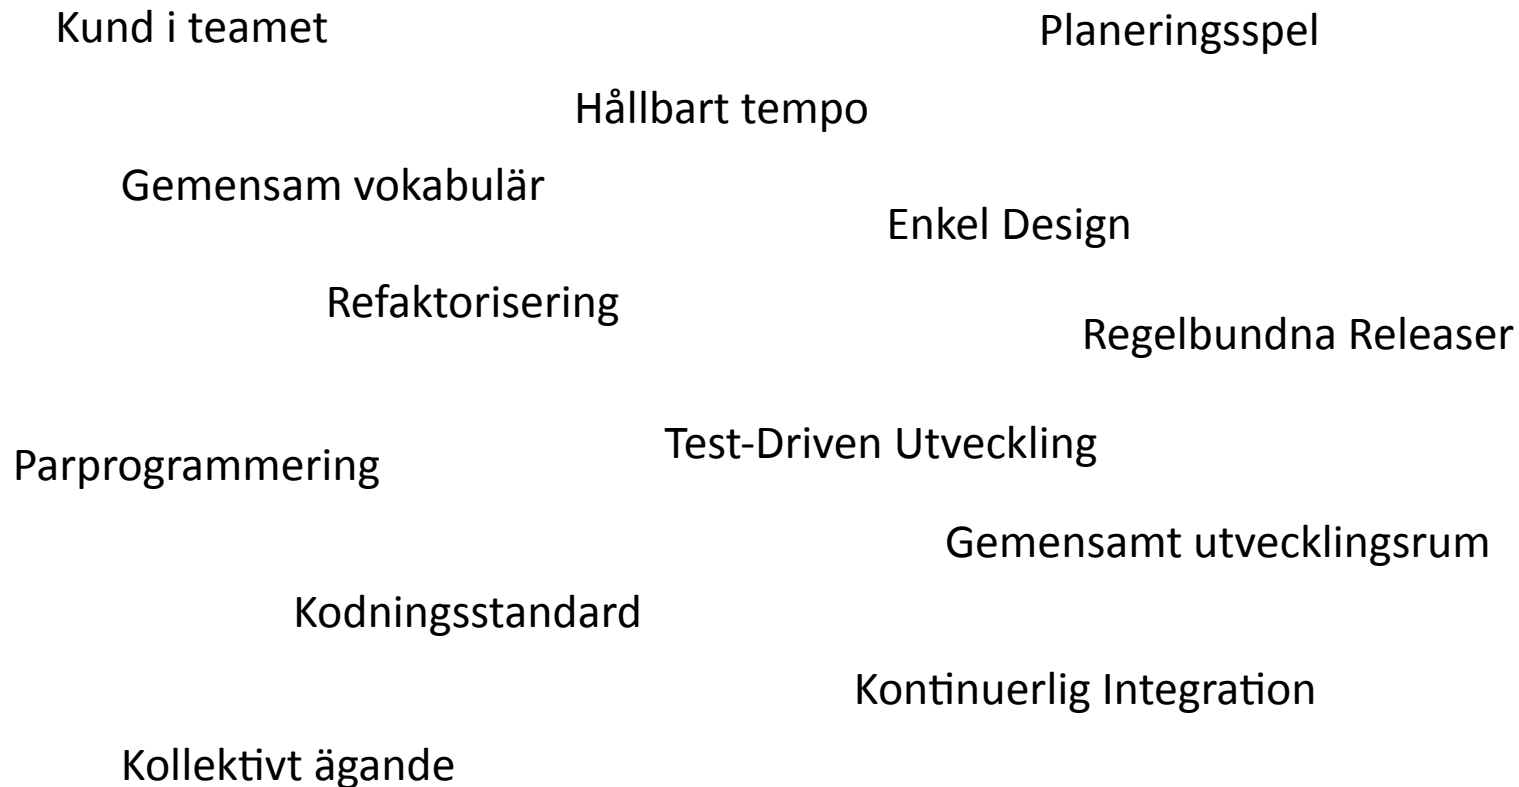 Kund i teamet
Planeringsspel
Hållbart tempo
Gemensam vokabulär
Enkel Design
Refaktorisering
Regelbundna Releaser
Test-Driven Utveckling
Parprogrammering
Gemensamt utvecklingsrum
Kodningsstandard
Kontinuerlig Integration
Kollektivt ägande